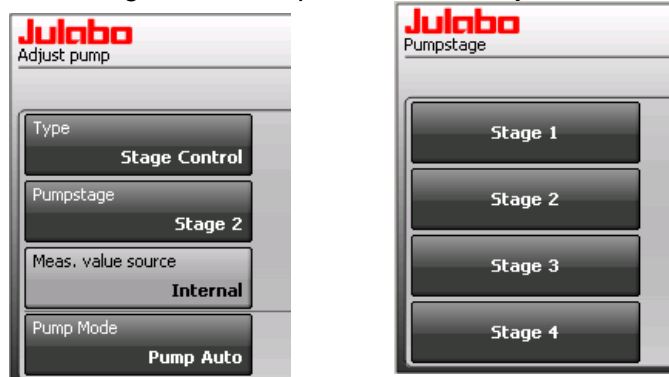 Julabo
Adjust pump
Type
Stage Control
Pumpstage
Stage 2
Meas. value source
Internal
Pump Mode
Pump Auto
Julabo
Pumpstage
Stage 1
Stage 2
Stage 3
Stage 4